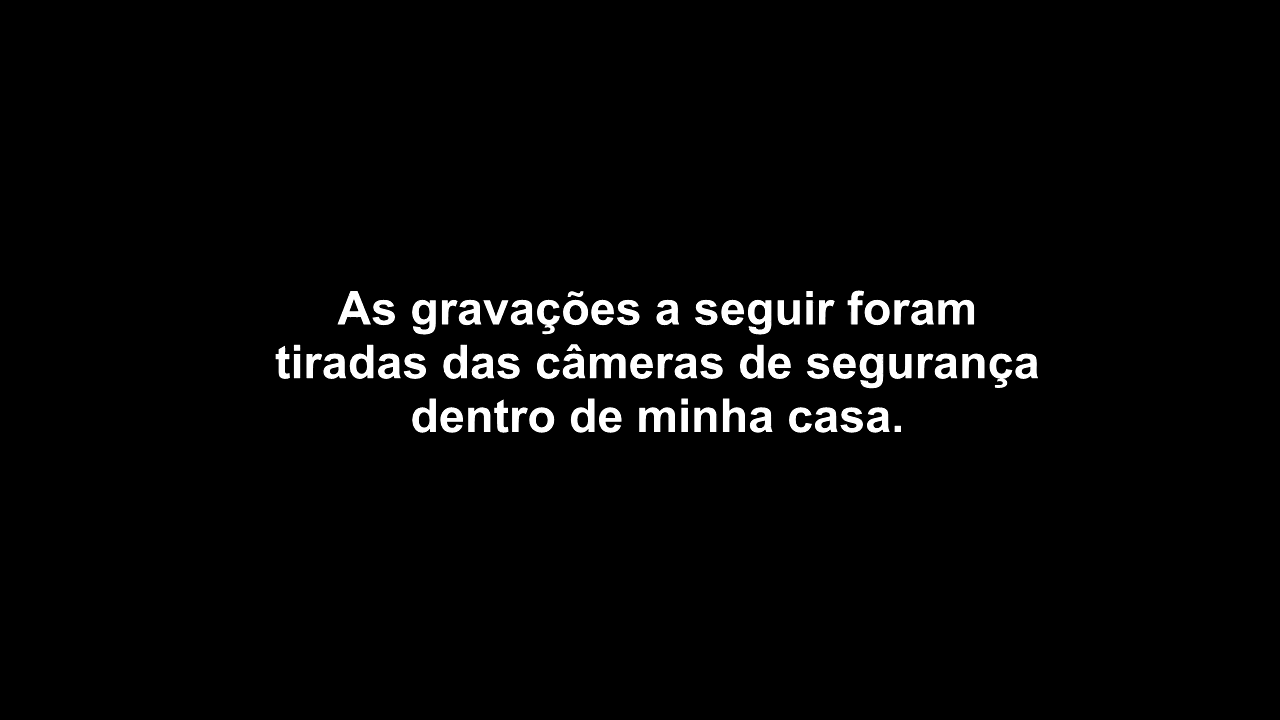 As gravações a seguir foram
tiradas das câmeras de segurança
dentro de minha casa.